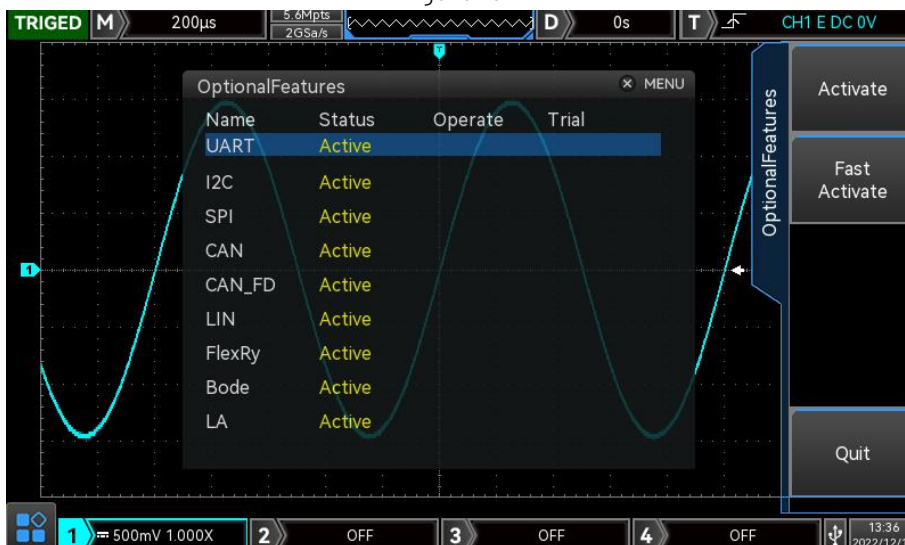 TRIGED M 200µs 5.6Mpts D 0s T CH1 E DC 0V
2GSa/s
T
OptionalFeatures × MENU
Name Status Operate Trial
UART Active
I2C Active
SPI Active
CAN Active
CAN_FD Active
LIN Active
FlexRy Active
Bode Active
LA Active
1
OptionalFeatures
Activate
Fast
Activate
Quit
1 500mV 1.000X 2 OFF 3 OFF 4 OFF 13:36